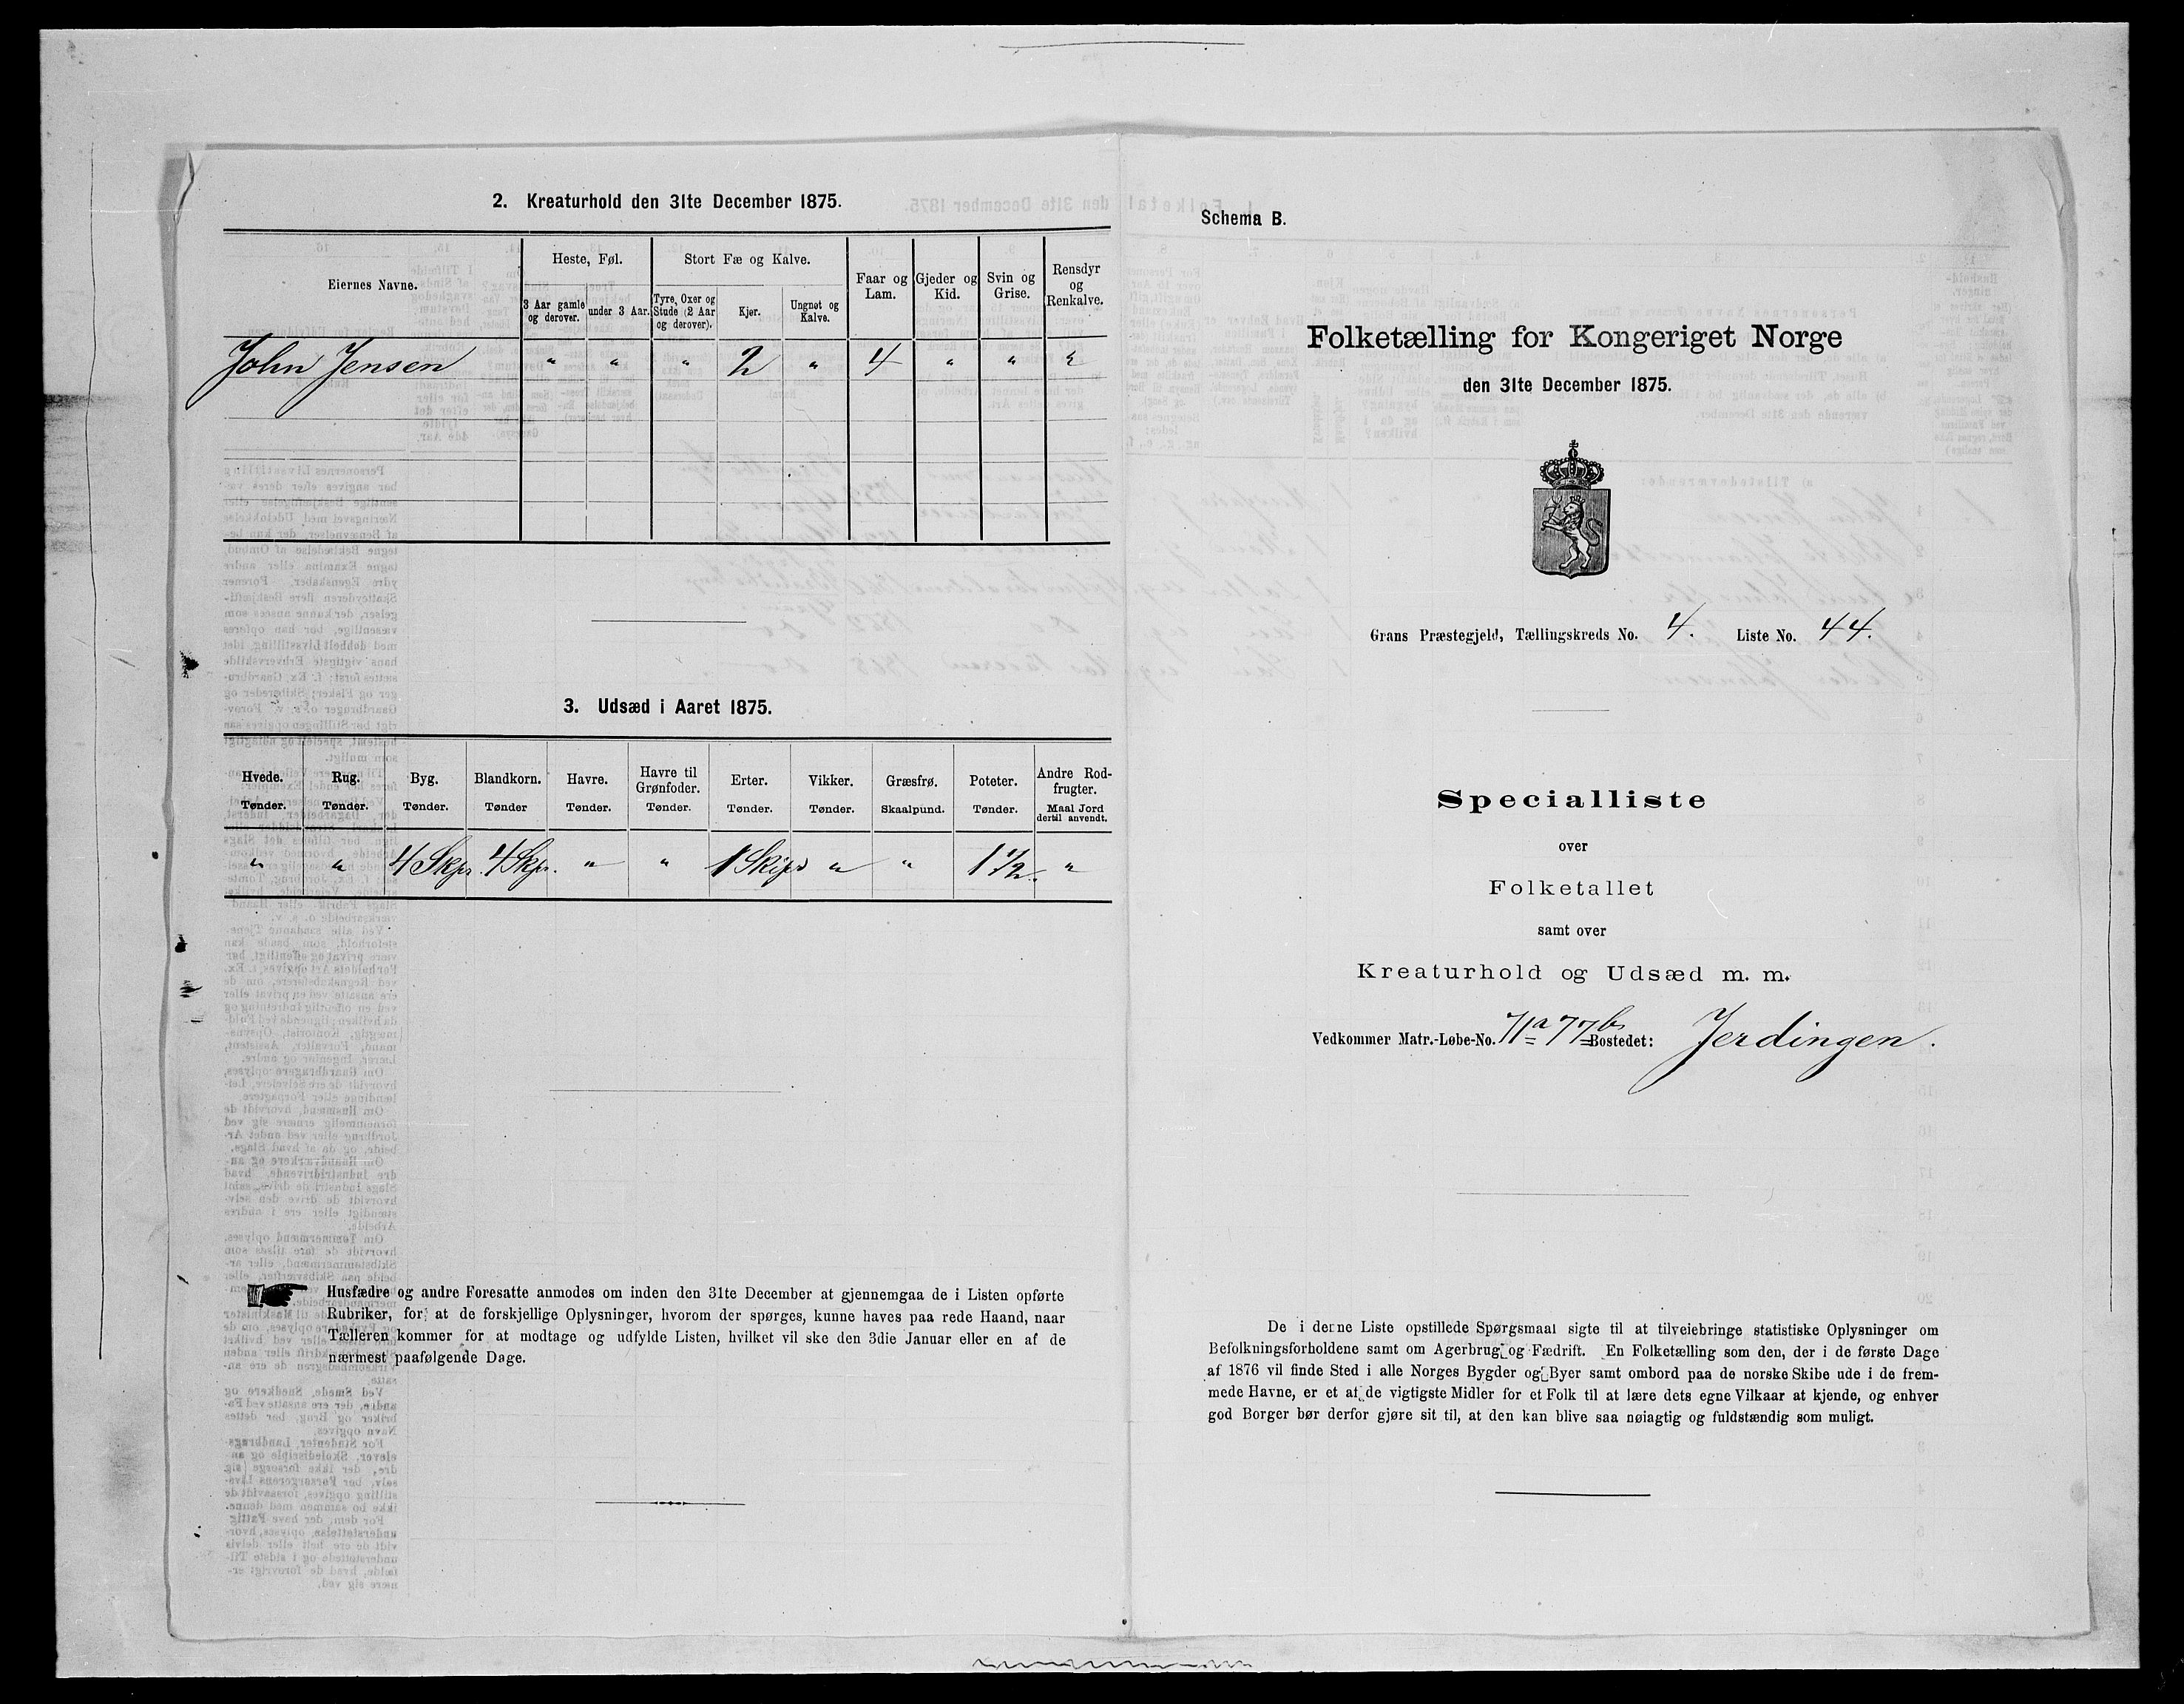 2. Kreaturhold den 31te December 1875.
Eiernes Navne.
Heste, Føl.
Stort Fæ og Kalve.
Faar og Lam.
Gjeder og Kid.
Svin og Grise.
Rensdyr og Renkalve.
3 Aar gamle og derover.
under 3 Aar.
Tyre, Oxer og Stude (2 Aar og derover).
Kjør.
Ungnøt og Kalve.
John Jensen " " " 2 " 4 " " "
3. Udsæd i Aaret 1875.
Hvede. Rug. Byg. Blandkorn. Havre. Havre til Grønfoder. Erter. Vikker. Græsfrø. Poteter. Andre Rodfrugter.
Tønder. Tønder. Tønder. Tønder Tønder. Tønder. Tønder. Tønder. Skaalpund. Tønder. Maal Jord dertil anvendt.
" " 4 Skjp. 4 Skjp. " " 1 Skjp " " 1 1/2. "
Husfædre og andre Foresatte anmodes om inden den 31te December at gjennemgaa de i Listen opførte
Rubriker, for at de forskjellige Oplysninger, hvorom der spørges, kunne haves paa rede Haand, naar
Tælleren kommer for at modtage og udfylde Listen, hvilket vil ske den 3die Januar eller en af de
nærmest paafølgende Dage.
Schema B.
Folketælling for Kongeriget Norge
den 31te December 1875.
Grans Præstegjeld, Tællingskreds No. 4. Liste No. 44.
Specialliste
over
Folketallet
samt over
Kreaturhold og Udsæd m. m.
Vedkommer Matr.-Løbe-No. 71a 77b Bostedet: Jerdingen.
De i denne Liste opstillede Spørgsmaal sigte til at tilveiebringe statistiske Oplysninger om
Befolkningsforholdene samt om Agerbrug og Fædrift. En Folketælling som den, der i de første Dage
af 1876 vil finde Sted i alle Norges Bygder og Byer samt ombord paa de norske Skibe ude i de frem-
mede Havne, er et af de vigtigste Midler for et Folk til at lære dets egne Vilkaar at kjende, og enhver
god Borger bør derfor gjøre sit til, at den kan blive saa nøiagtig og fuldstændig som muligt.